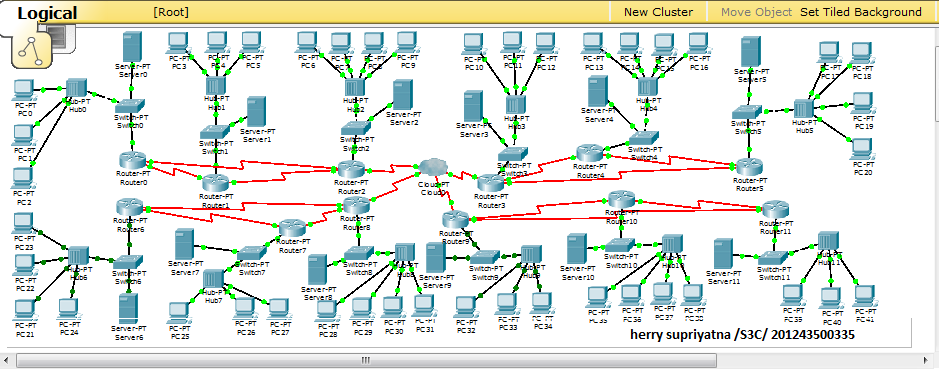 Logical
[Root]
New Cluster
Move Object
Set Tiled Background
Server-PT
Server0
PC-PT
PC3
PC-PT
PC4
PC-PT
PC5
PC-PT
PC6
PC-PT
PC7
PC-PT
PC8
PC-PT
PC9
PC-PT
PC10
PC-PT
PC11
PC-PT
PC12
PC-PT
PC13
PC-PT
PC14
PC-PT
PC15
PC-PT
PC16
Server-PT
Server5
PC-PT
PC17
PC-PT
PC18
PC-PT
PC0
Hub-PT
Hub0
Switch-PT
Switch0
Hub-PT
Hub1
Server-PT
Server1
Switch-PT
Switch1
Hub-PT
Hub2
Server-PT
Server2
Switch-PT
Switch2
Server-PT
Server3
Hub-PT
Hub3
Switch-PT
Switch3
Server-PT
Server4
Hub-PT
Hub4
Switch-PT
Switch4
Switch-PT
Switch5
Hub-PT
Hub5
PC-PT
PC19
PC-PT
PC20
PC-PT
PC1
PC-PT
PC2
Router-PT
Router0
Router-PT
Router1
Router-PT
Router2
Cloud-PT
Cloud0
Router-PT
Router3
Router-PT
Router4
Router-PT
Router5
Router-PT
Router6
Router-PT
Router7
Router-PT
Router8
Router-PT
Router9
Router-PT
Router10
Router-PT
Router11
PC-PT
PC23
PC-PT
PC22
PC-PT
PC21
PC-PT
PC24
Hub-PT
Hub6
Switch-PT
Switch6
Server-PT
Server6
Server-PT
Server7
Switch-PT
Switch7
Hub-PT
Hub7
PC-PT
PC25
PC-PT
PC26
PC-PT
PC27
Server-PT
Server8
Switch-PT
Switch8
Hub-PT
Hub8
PC-PT
PC28
PC-PT
PC29
PC-PT
PC30
PC-PT
PC31
Server-PT
Server9
Switch-PT
Switch9
Hub-PT
Hub9
PC-PT
PC32
PC-PT
PC33
PC-PT
PC34
Server-PT
Server10
Switch-PT
Switch10
Hub-PT
PC-PT
PC35
PC-PT
PC36
PC-PT
PC37
PC-PT
Server-PT
Server11
Switch-PT
Switch11
Hub-PT
Hub11
PC-PT
PC39
PC-PT
PC40
PC-PT
PC41
herry supriyatna /S3C/ 201243500335